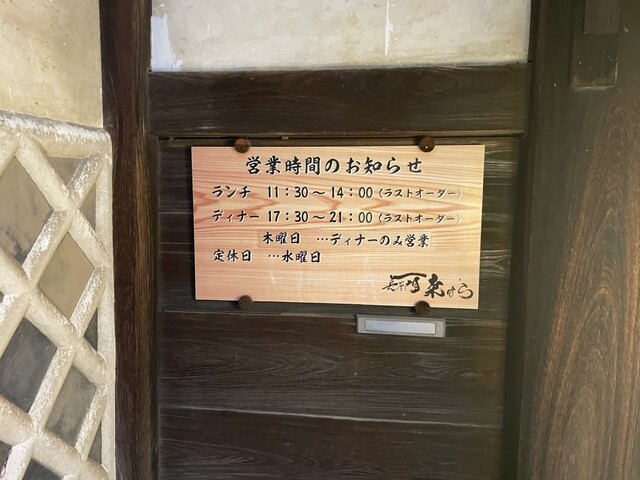 営業時間のお知らせ
ランチ 11:30～14:00(ラストオーダー)
ディナー 17:30～21:00(ラストオーダー)
木曜日 …ディナーのみ営業
定休日 …水曜日